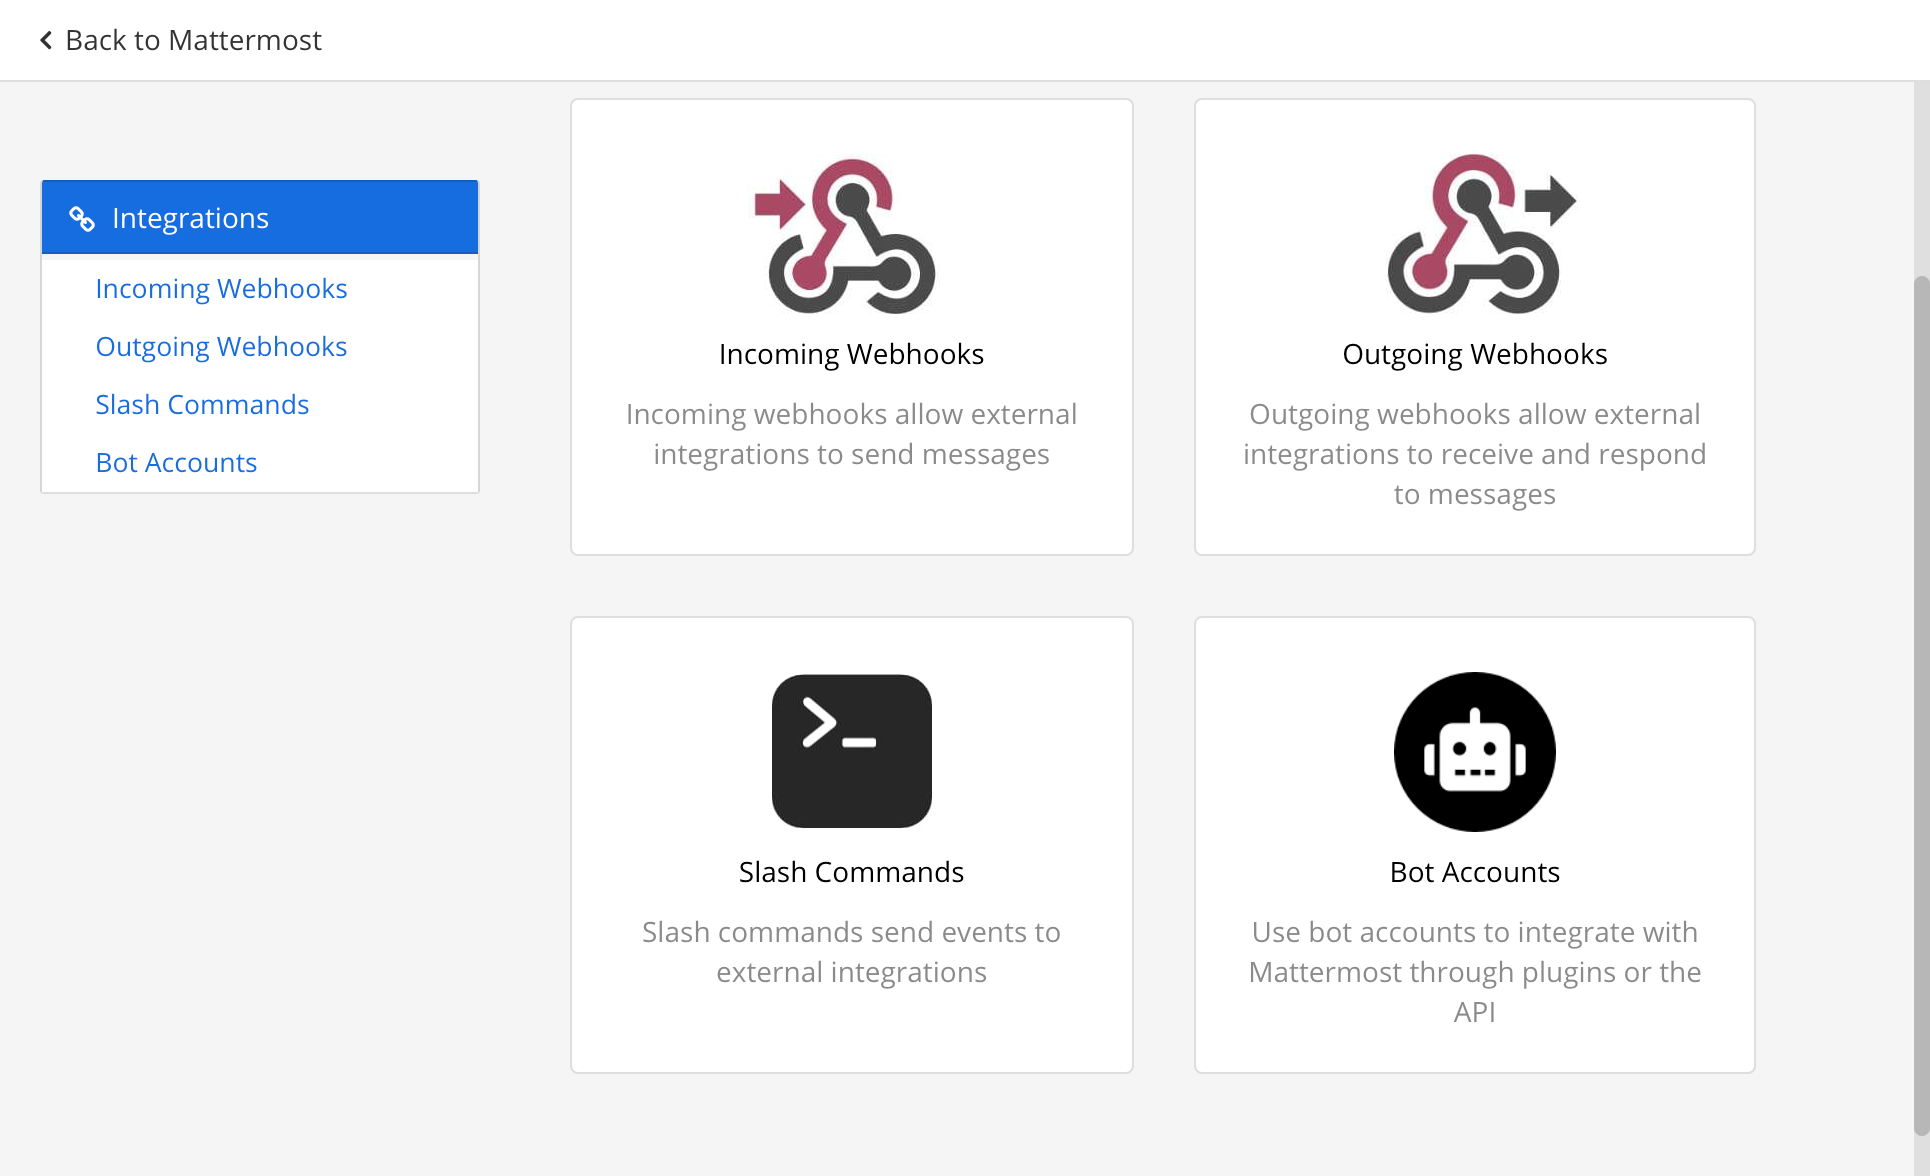 Back to Mattermost
Integrations
Incoming Webhooks
Outgoing Webhooks
Slash Commands
Bot Accounts
Incoming Webhooks
Incoming webhooks allow external
integrations to send messages
Outgoing Webhooks
Outgoing webhooks allow external
integrations to receive and respond
to messages
Slash Commands
Slash commands send events to
external integrations
Bot Accounts
Use bot accounts to integrate with
Mattermost through plugins or the
API